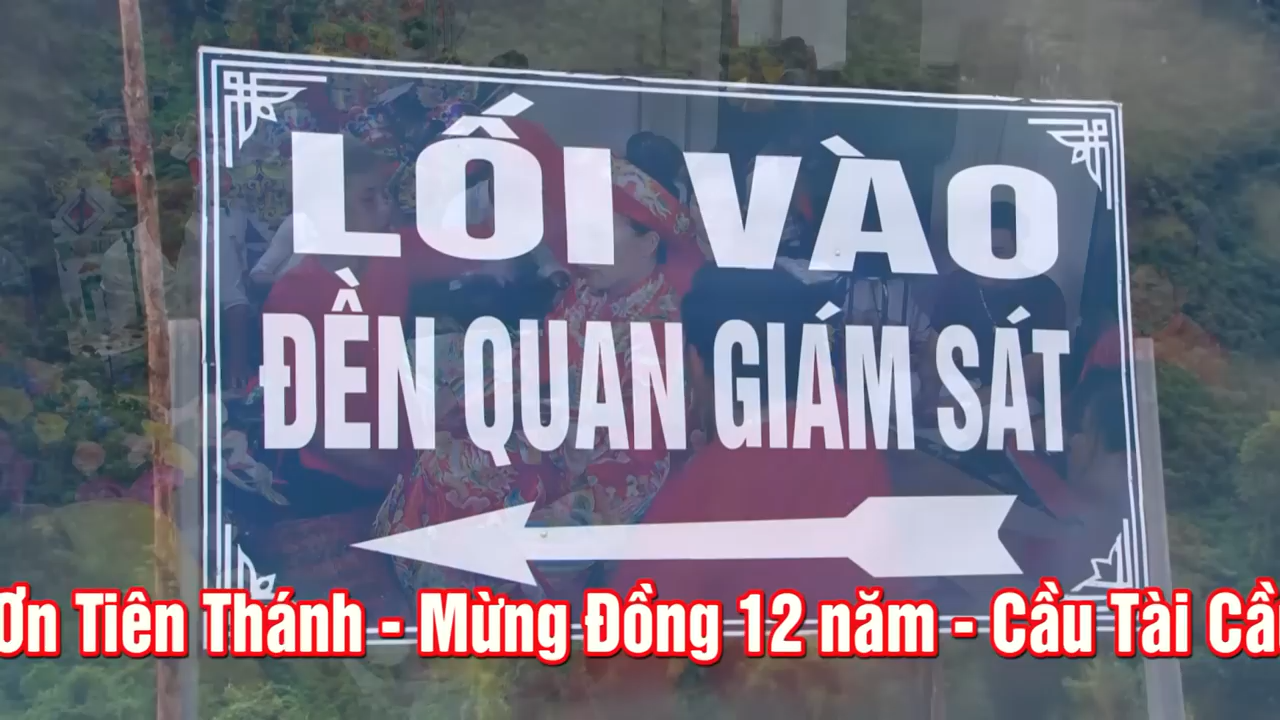 LỐI VÀO
ĐỀN QUAN GIÁM SÁT
Ơn Tiên Thánh - Mừng Đồng 12 năm - Cầu Tài Cầ